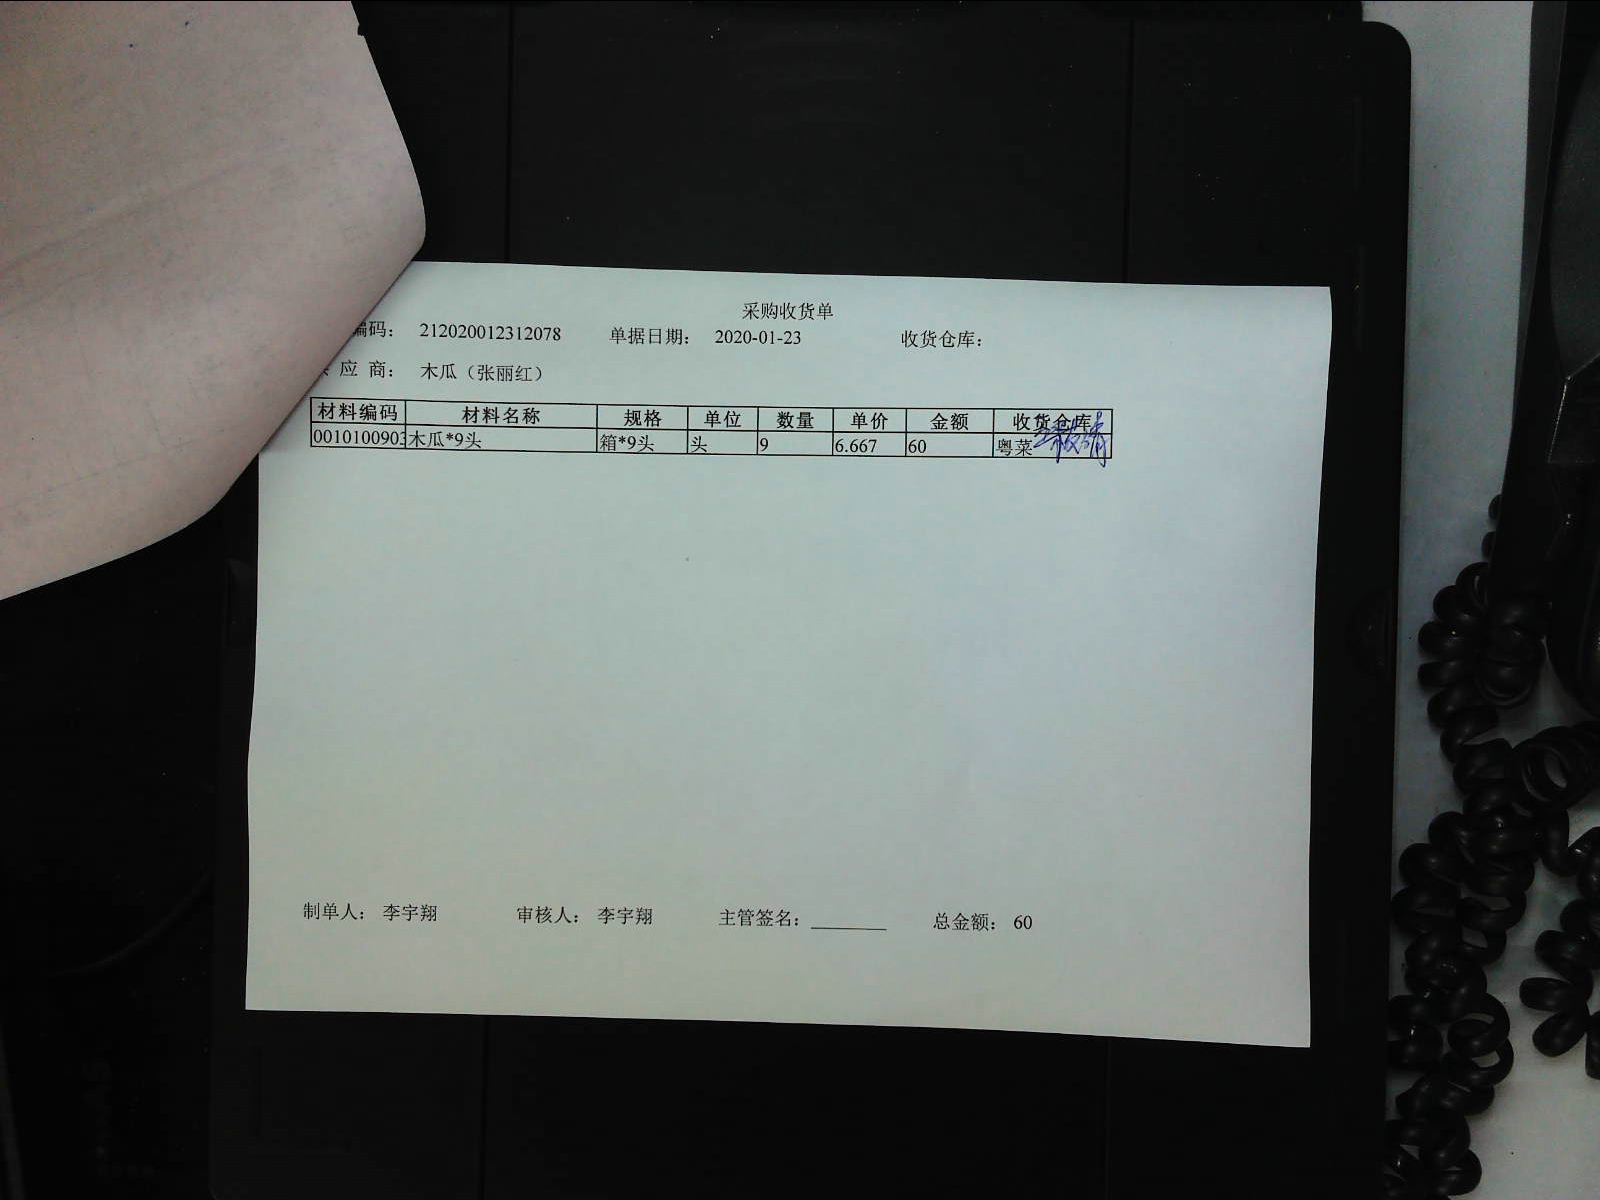 采购收货单
编码： 212020012312078 单据日期： 2020-01-23 收货仓库：
应 商： 木瓜（张丽红）
材料编码 材料名称 规格 单位 数量 单价 金额 收货仓库
0010100903 木瓜*9头 箱*9头 头 9 6.667 60 粤菜
制单人： 李宇翔 审核人： 李宇翔 主管签名： 总金额： 60